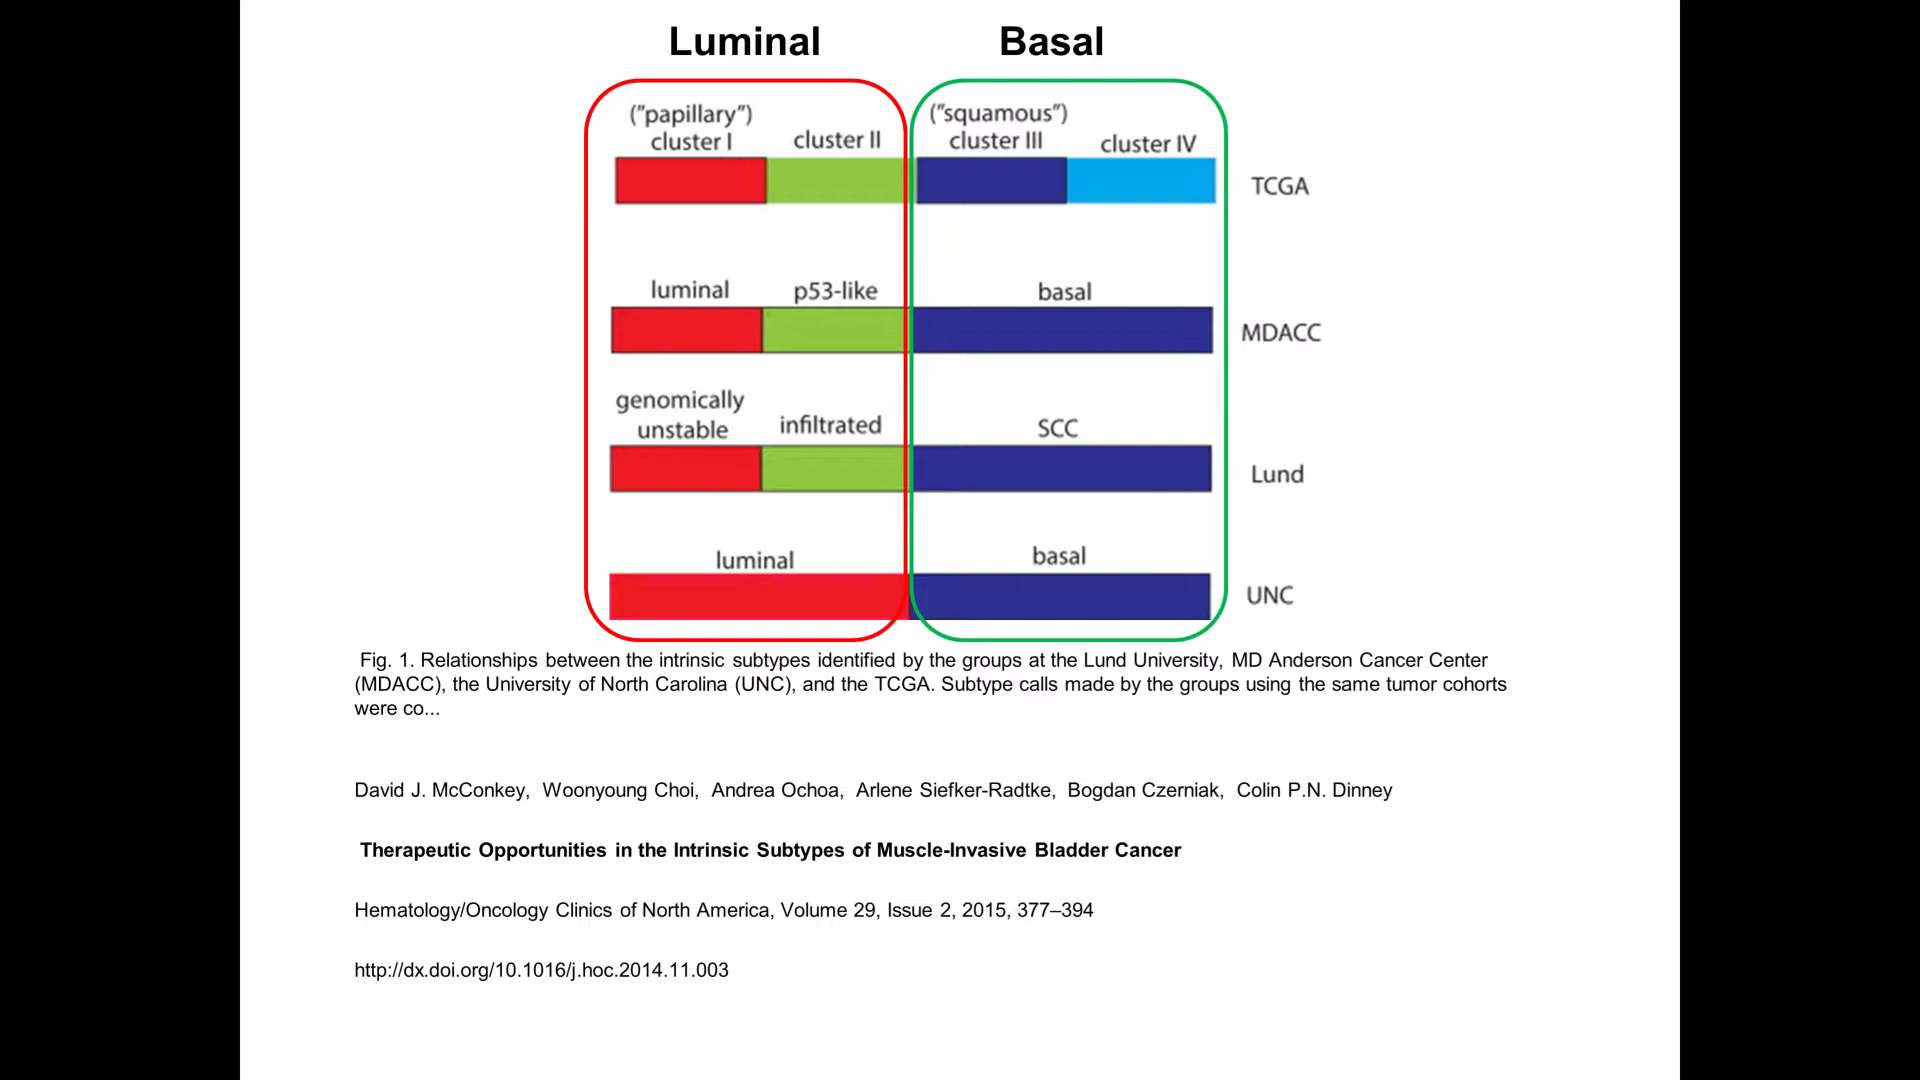 Luminal Basal
("papillary") ("squamous")
cluster I cluster II cluster III cluster IV
TCGA
luminal p53-like basal
MDACC
genomically
unstable infiltrated SCC
Lund
luminal basal
UNC
Fig. 1. Relationships between the intrinsic subtypes identified by the groups at the Lund University, MD Anderson Cancer Center
(MDACC), the University of North Carolina (UNC), and the TCGA. Subtype calls made by the groups using the same tumor cohorts
were co...
David J. McConkey, Woonyoung Choi, Andrea Ochoa, Arlene Siefker-Radtke, Bogdan Czerniak, Colin P.N. Dinney
Therapeutic Opportunities in the Intrinsic Subtypes of Muscle-Invasive Bladder Cancer
Hematology/Oncology Clinics of North America, Volume 29, Issue 2, 2015, 377–394
http://dx.doi.org/10.1016/j.hoc.2014.11.003